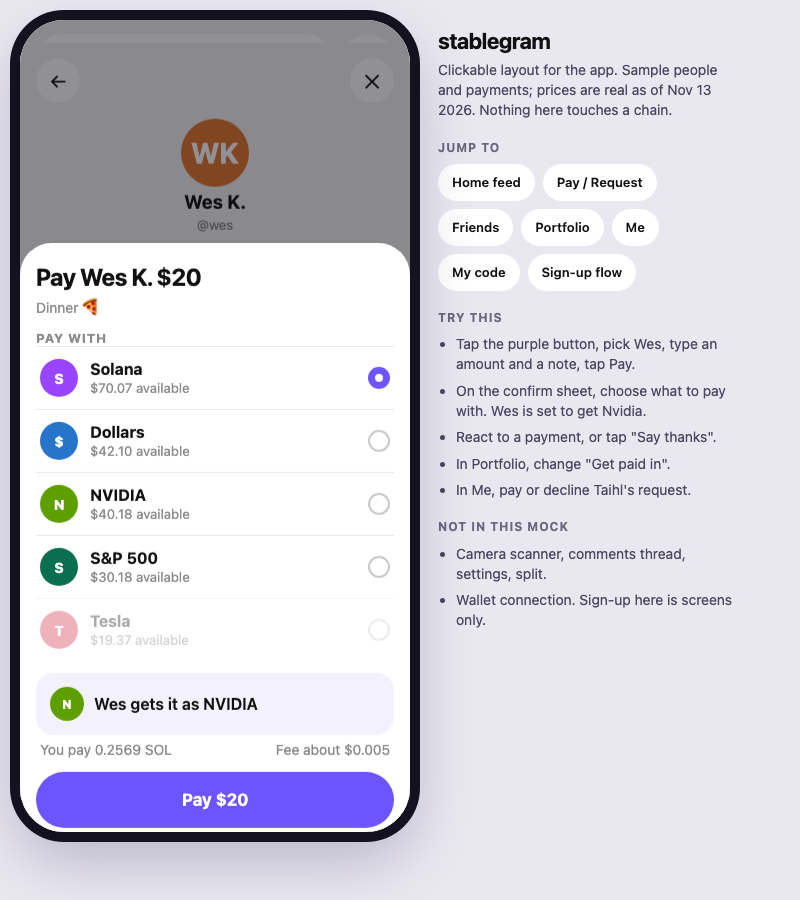 WK
Wes K.
@wes
Pay Wes K. $20
Dinner 🍕
PAY WITH
S
Solana
$70.07 available
$
Dollars
$42.10 available
N
NVIDIA
$40.18 available
S
S&P 500
$30.18 available
T
Tesla
$19.37 available
N
Wes gets it as NVIDIA
You pay 0.2569 SOL
Fee about $0.005
Pay $20
stablegram
Clickable layout for the app. Sample people
and payments; prices are real as of Nov 13
2026. Nothing here touches a chain.
JUMP TO
Home feed
Pay / Request
Friends
Portfolio
Me
My code
Sign-up flow
TRY THIS
• Tap the purple button, pick Wes, type an
amount and a note, tap Pay.
• On the confirm sheet, choose what to pay
with. Wes is set to get Nvidia.
• React to a payment, or tap "Say thanks".
• In Portfolio, change "Get paid in".
• In Me, pay or decline Taihl's request.
NOT IN THIS MOCK
• Camera scanner, comments thread,
settings, split.
• Wallet connection. Sign-up here is screens
only.